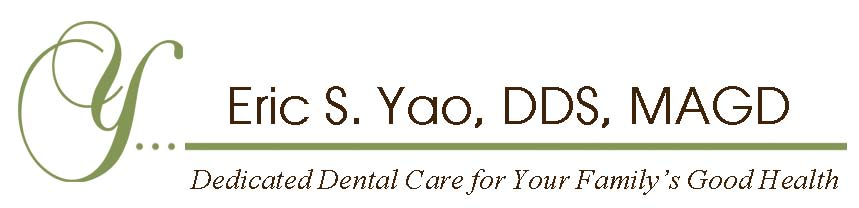 Y...
Eric S. Yao, DDS, MAGD
Dedicated Dental Care for Your Family's Good Health